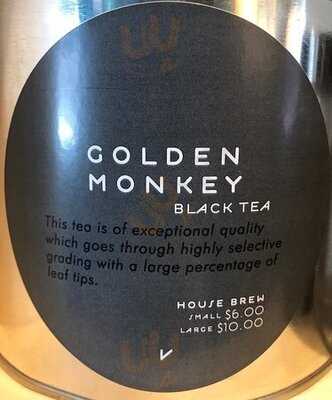 GOLDEN
MONKEY
BLACK TEA
This tea is of exceptional quality
which goes through highly selective
grading with a large percentage of
leaf tips.
HOUSE BREW
SMALL $6.00
LARGE $10.00